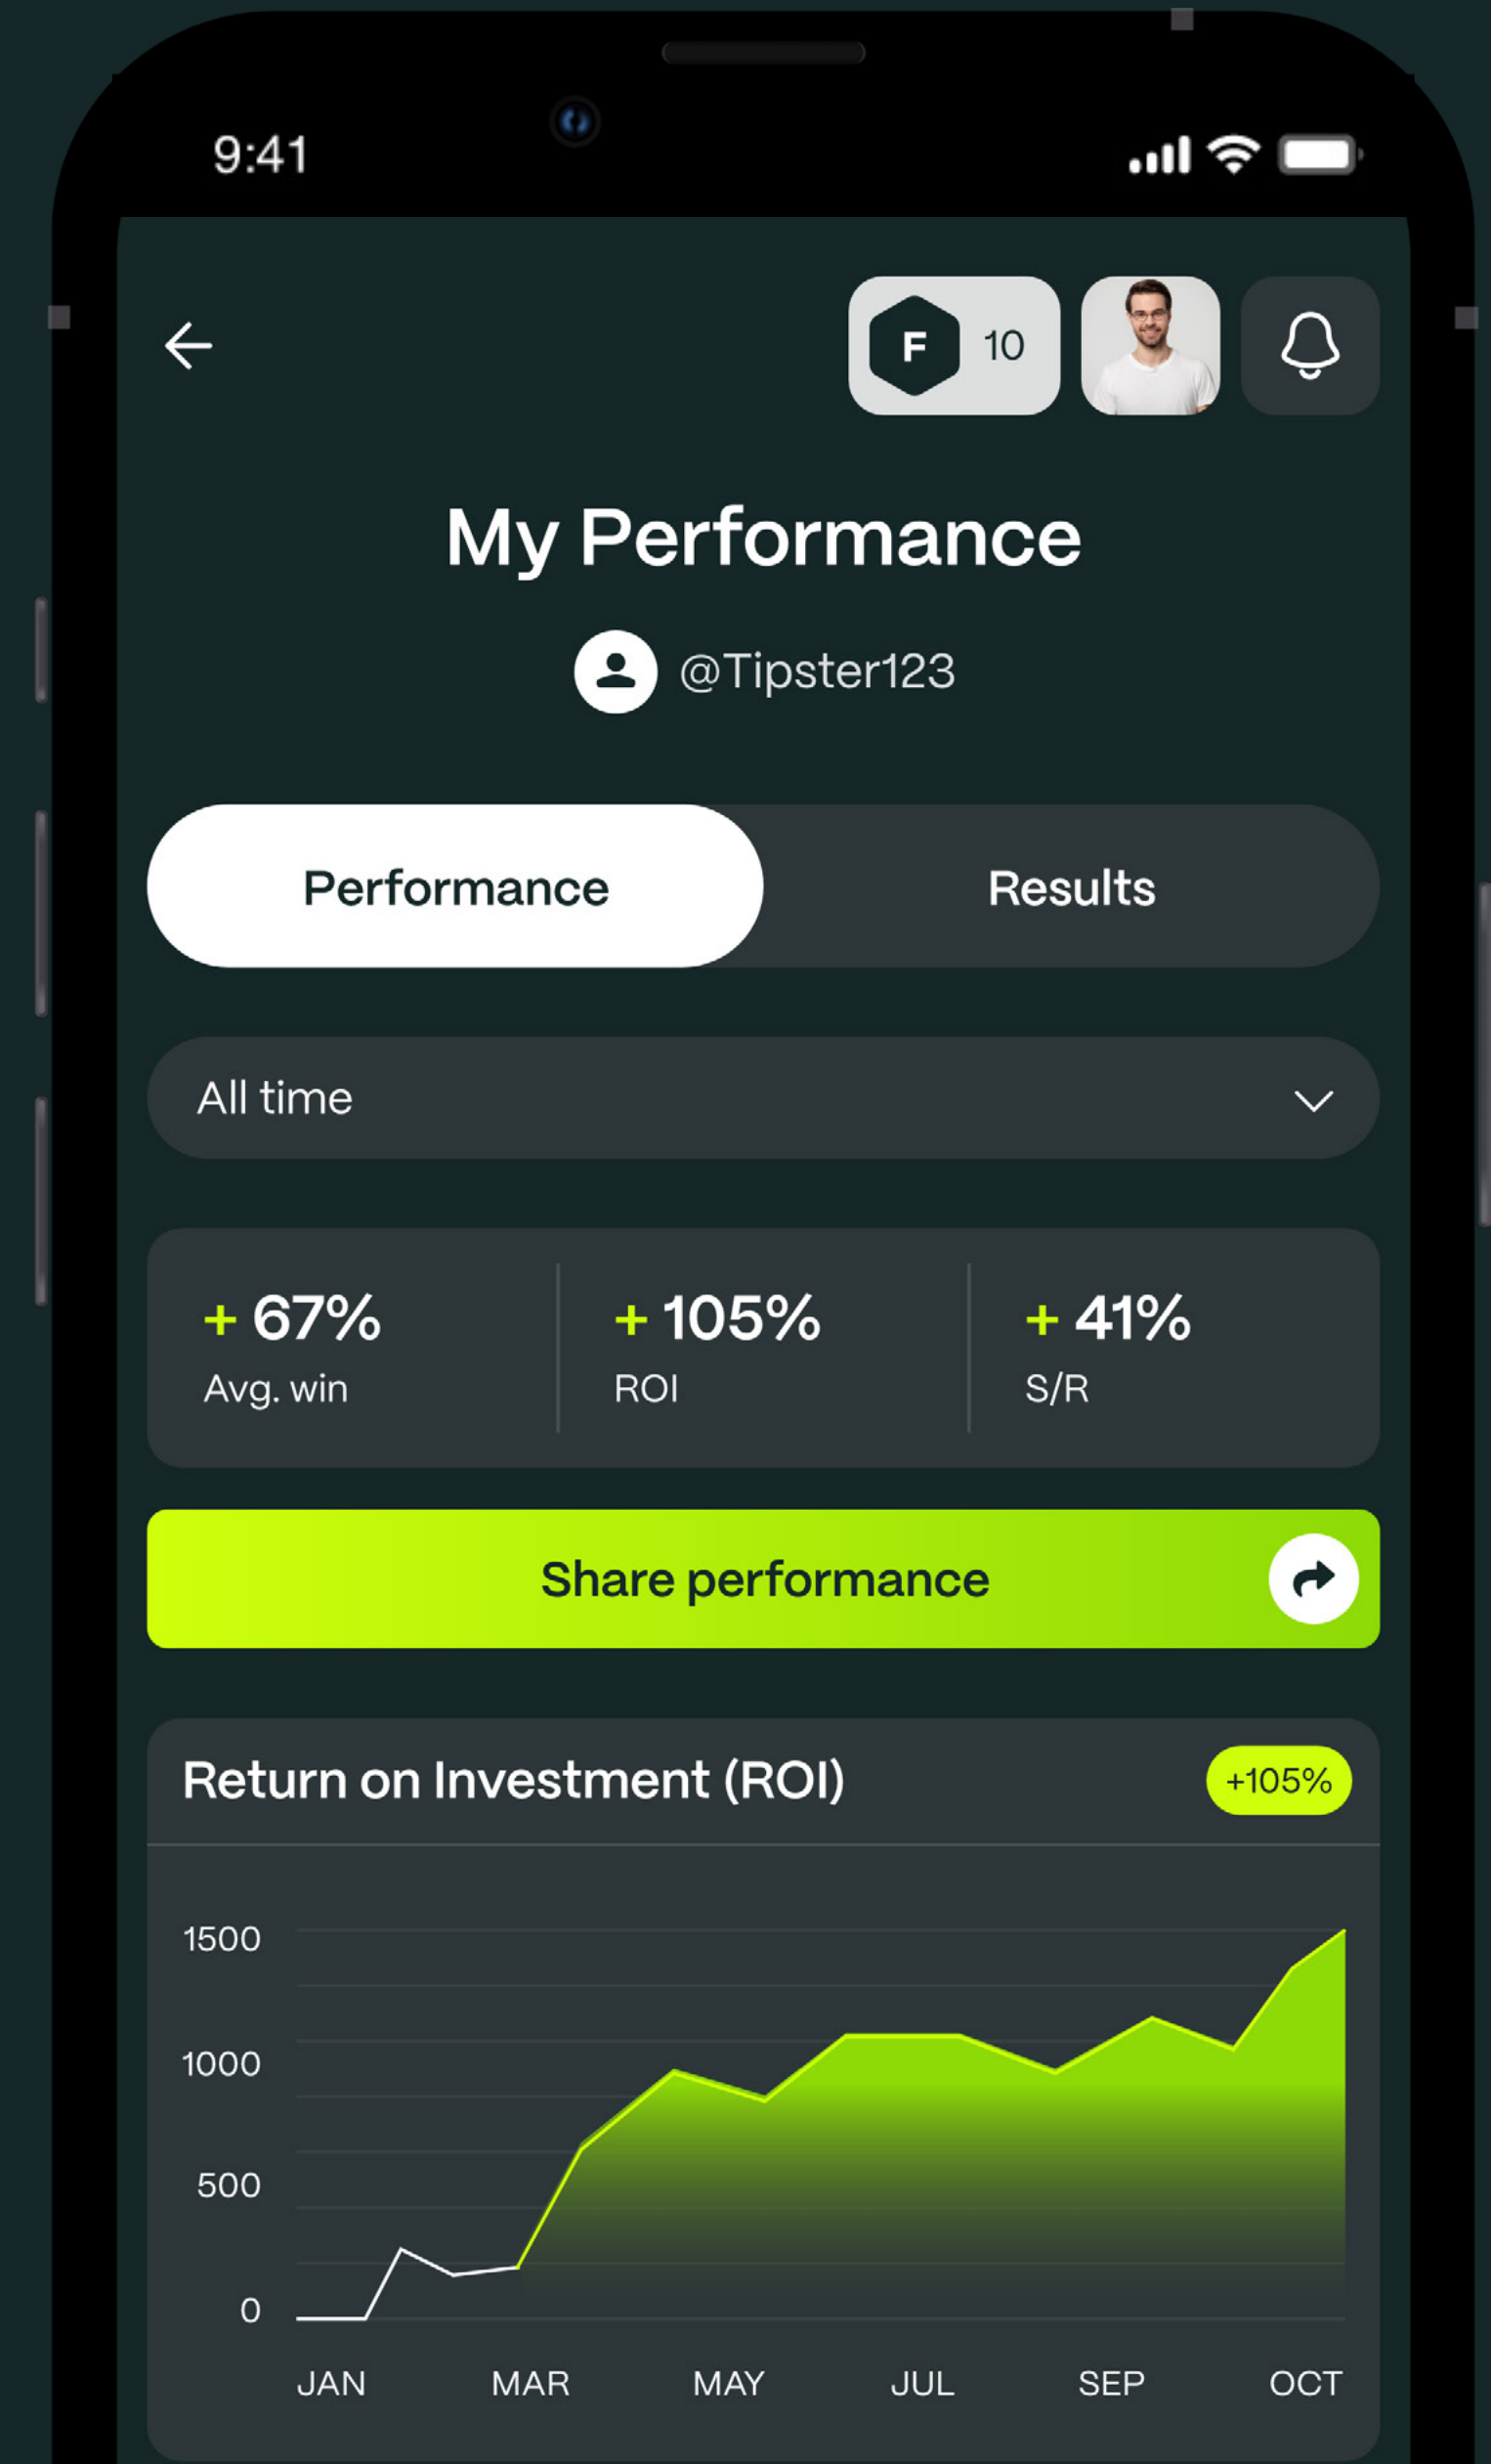 9:41
F 10
My Performance
@Tipster123
Performance Results
All time
+ 67% + 105% + 41%
Avg. win ROI S/R
Share performance
Return on Investment (ROI) +105%
1500
1000
500
0
JAN MAR MAY JUL SEP OCT